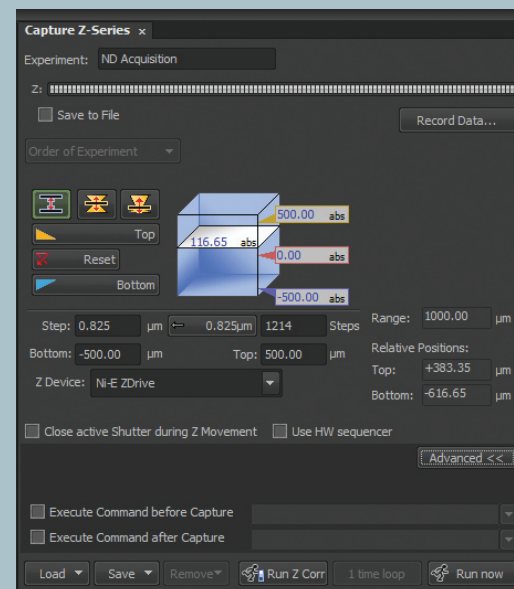 Capture Z-Series ×
Experiment: ND Acquisition
Z:
Save to File
Record Data...
Order of Experiment
Top
Reset
Bottom
500.00 abs
116.65 abs
0.00 abs
-500.00 abs
Step: 0.825 µm 0.825µm 1214 Steps
Range: 1000.00 µm
Bottom: -500.00 µm Top: 500.00 µm
Relative Positions:
Top: +383.35 µm
Z Device: Ni-E ZDrive
Bottom: -616.65 µm
Close active Shutter during Z Movement Use HW sequencer
Advanced <<
Execute Command before Capture
Execute Command after Capture
Load Save Remove Run Z Corr 1 time loop Run now